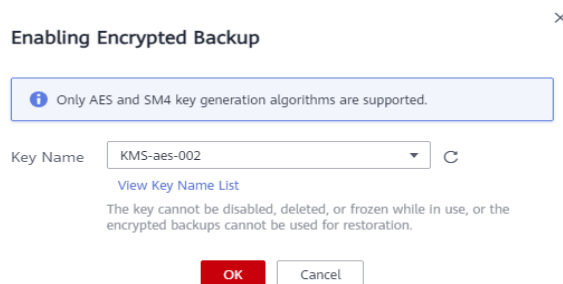 Enabling Encrypted Backup
Only AES and SM4 key generation algorithms are supported.
Key Name KMS-aes-002
View Key Name List
The key cannot be disabled, deleted, or frozen while in use, or the
encrypted backups cannot be used for restoration.
OK Cancel